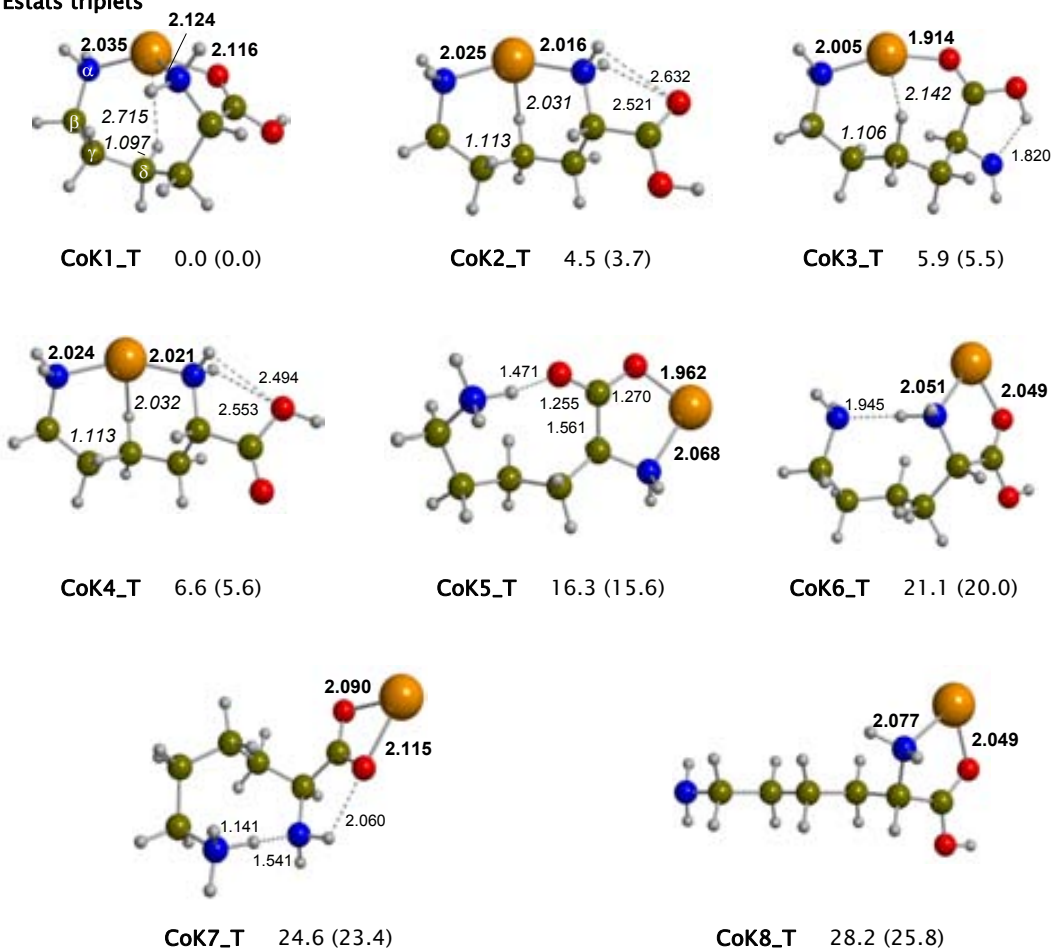 Estats triplets
2.124
2.035
2.116
α
β
γ
δ
2.715
1.097
CoK1_T 0.0 (0.0)
2.025
2.016
2.632
2.521
2.031
1.113
CoK2_T 4.5 (3.7)
2.005
1.914
2.142
1.106
1.820
CoK3_T 5.9 (5.5)
2.024
2.021
2.494
2.553
2.032
1.113
CoK4_T 6.6 (5.6)
1.471
1.255
1.270
1.561
1.962
2.068
CoK5_T 16.3 (15.6)
1.945
2.051
2.049
CoK6_T 21.1 (20.0)
2.090
2.115
2.060
1.141
1.541
CoK7_T 24.6 (23.4)
2.077
2.049
CoK8_T 28.2 (25.8)